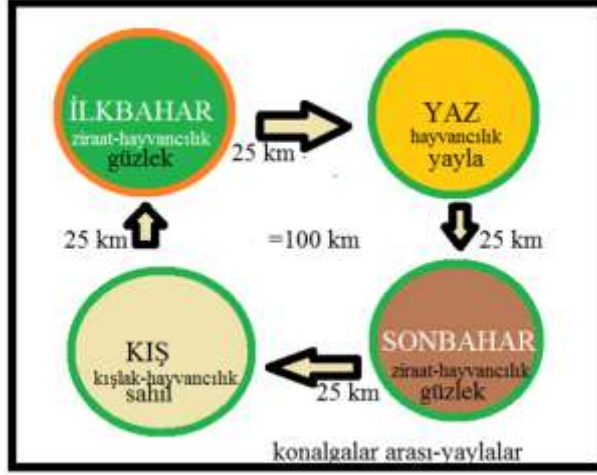 İLKBAHAR
ziraat-hayvancılık
güzlek
25 km
YAZ
hayvancılık
yayla
25 km
=100 km
25 km
KIŞ
kışlak-hayvancılık
sahil
25 km
SONBAHAR
ziraat-hayvancılık
güzlek
konalgalar arası-yaylalar